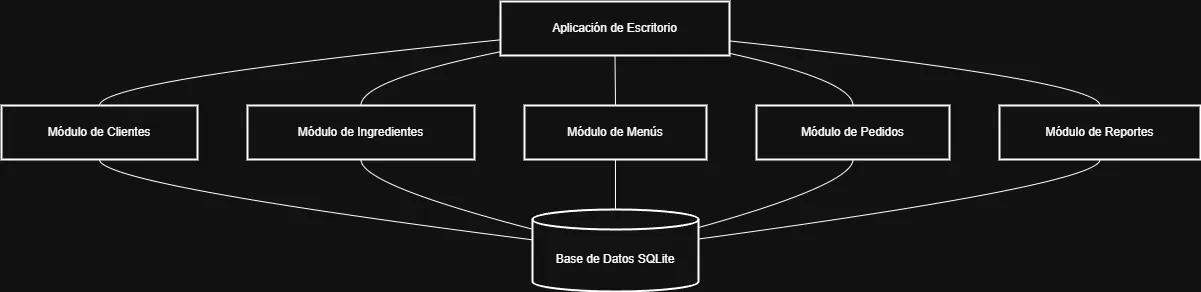 Aplicación de Escritorio
Módulo de Clientes
Módulo de Ingredientes
Módulo de Menús
Módulo de Pedidos
Módulo de Reportes
Base de Datos SQLite